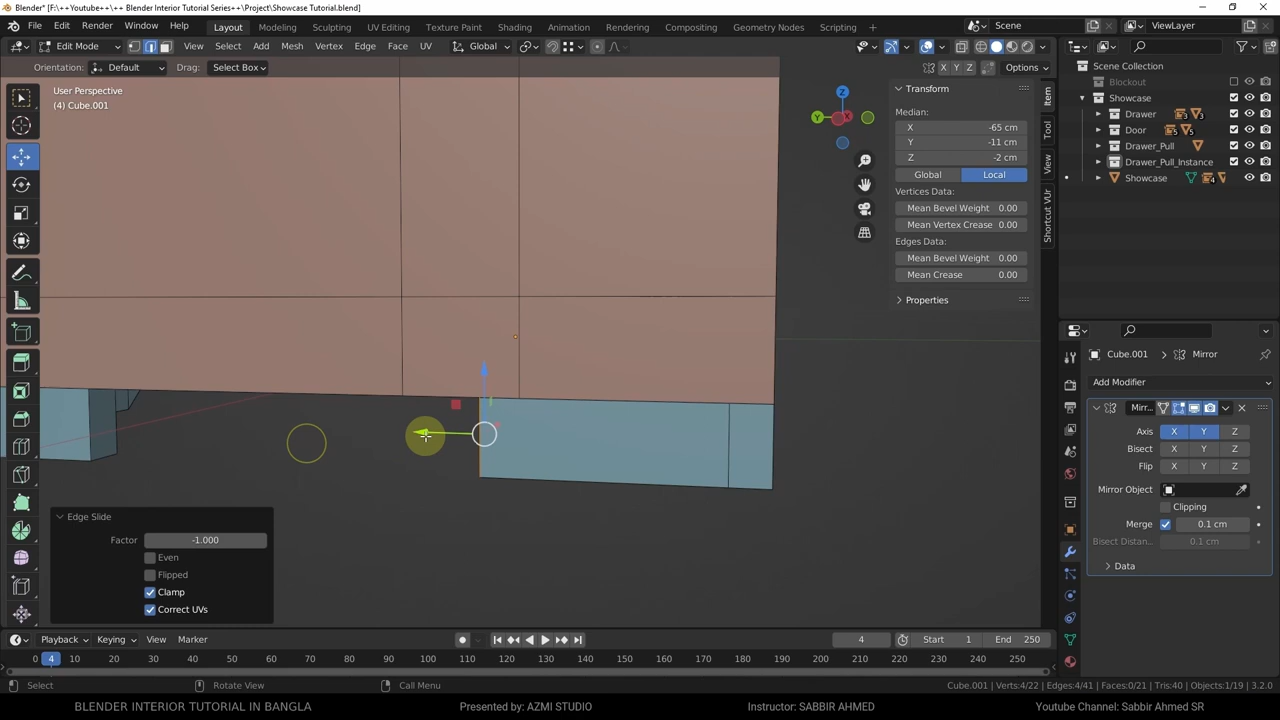 Blender* [F:\++Youtube++\++ Blender Interior Tutorial Series++\Project\Showcase Tutorial.blend]
File Edit Render Window Help Layout Modeling Sculpting UV Editing Texture Paint Shading Animation Rendering Compositing Geometry Nodes Scripting Scene ViewLayer
Edit Mode View Select Add Mesh Vertex Edge Face UV Global
Orientation: Default Drag: Select Box X Y Z Options
User Perspective
(4) Cube.001
Z
Y
X
Transform
Median:
X -65 cm
Y -11 cm
Z -2 cm
Global Local
Vertices Data:
Mean Bevel Weight 0.00
Mean Vertex Crease 0.00
Edges Data:
Mean Bevel Weight 0.00
Mean Crease 0.00
Properties
Item
Tool
View
Shortcut VUr
Scene Collection
Blockout
Showcase
Drawer 3 3
Door 5 5
Drawer_Pull
Drawer_Pull_Instance
Showcase 4
Cube.001 Mirror
Add Modifier
Mirr...
Axis X Y Z
Bisect X Y Z
Flip X Y Z
Mirror Object
Clipping
Merge 0.1 cm
Bisect Distan... 0.1 cm
Data
Edge Slide
Factor -1.000
Even
Flipped
Clamp
Correct UVs
Playback Keying View Marker 4 Start 1 End 250
0 4 10 20 30 40 50 60 70 80 90 100 110 120 130 140 150 160 170 180 190 200 210 220 230 240 250
Select Rotate View Call Menu Cube.001 | Verts:4/22 | Edges:4/41 | Faces:0/21 | Tris:40 | Objects:1/19 | 3.2.0
BLENDER INTERIOR TUTORIAL IN BANGLA Presented by: AZMI STUDIO Instructor: SABBIR AHMED Youtube Channel: Sabbir Ahmed SR